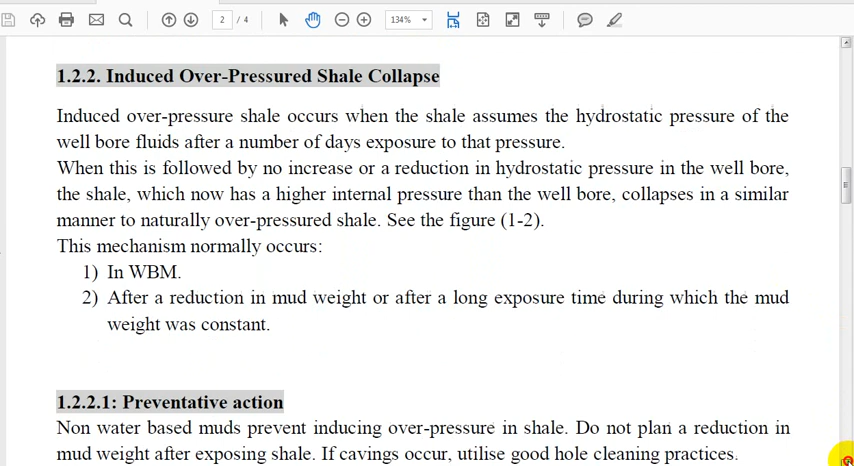 2 / 4
134%
1.2.2. Induced Over-Pressured Shale Collapse
Induced over-pressure shale occurs when the shale assumes the hydrostatic pressure of the
well bore fluids after a number of days exposure to that pressure.
When this is followed by no increase or a reduction in hydrostatic pressure in the well bore,
the shale, which now has a higher internal pressure than the well bore, collapses in a similar
manner to naturally over-pressured shale. See the figure (1-2).
This mechanism normally occurs:
1) In WBM.
2) After a reduction in mud weight or after a long exposure time during which the mud
weight was constant.
1.2.2.1: Preventative action
Non water based muds prevent inducing over-pressure in shale. Do not plan a reduction in
mud weight after exposing shale. If cavings occur, utilise good hole cleaning practices.